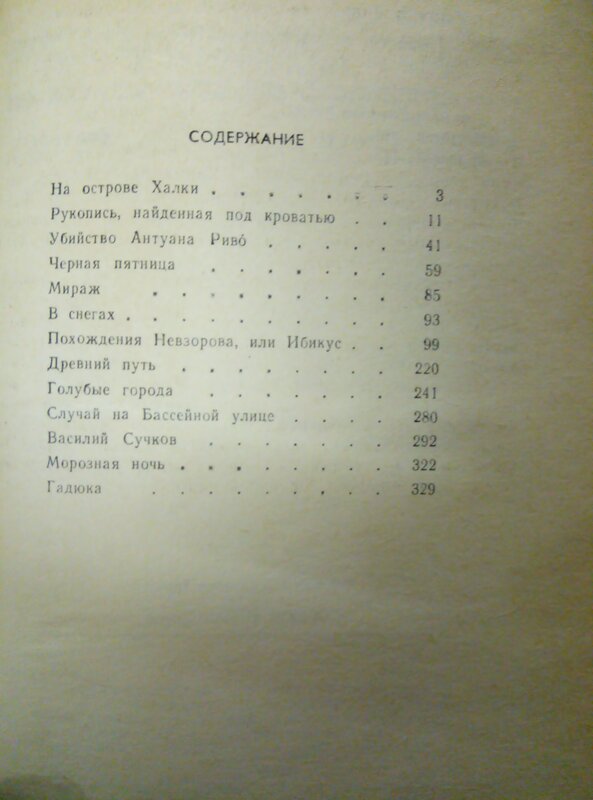 СОДЕРЖАНИЕ
На острове Халки . . . . . . . 3
Рукопись, найденная под кроватью . . 11
Убийство Антуана Риво́ . . . . . 41
Черная пятница . . . . . . . 59
Мираж . . . . . . . . . 85
В снегах . . . . . . . . . . 93
Похождения Невзорова, или Ибикус . . 99
Древний путь . . . . . . . . 220
Голубые города . . . . . . . 241
Случай на Бассейной улице . . . . 280
Василий Сучков . . . . . . . 292
Морозная ночь . . . . . . . . 322
Гадюка . . . . . . . . . 329